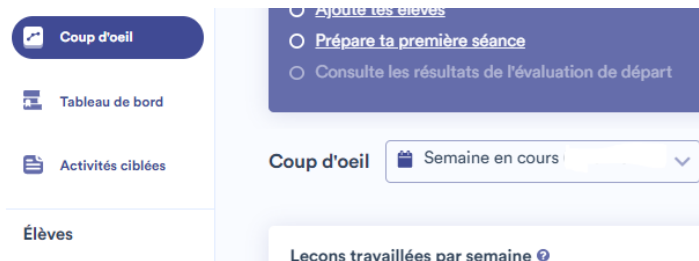 Coup d'oeil
Tableau de bord
Activités ciblées
Élèves
Ajoute tes élèves
Prépare ta première séance
Consulte les résultats de l'évaluation de départ
Coup d'oeil
Semaine en cours
Leçons travaillées par semaine